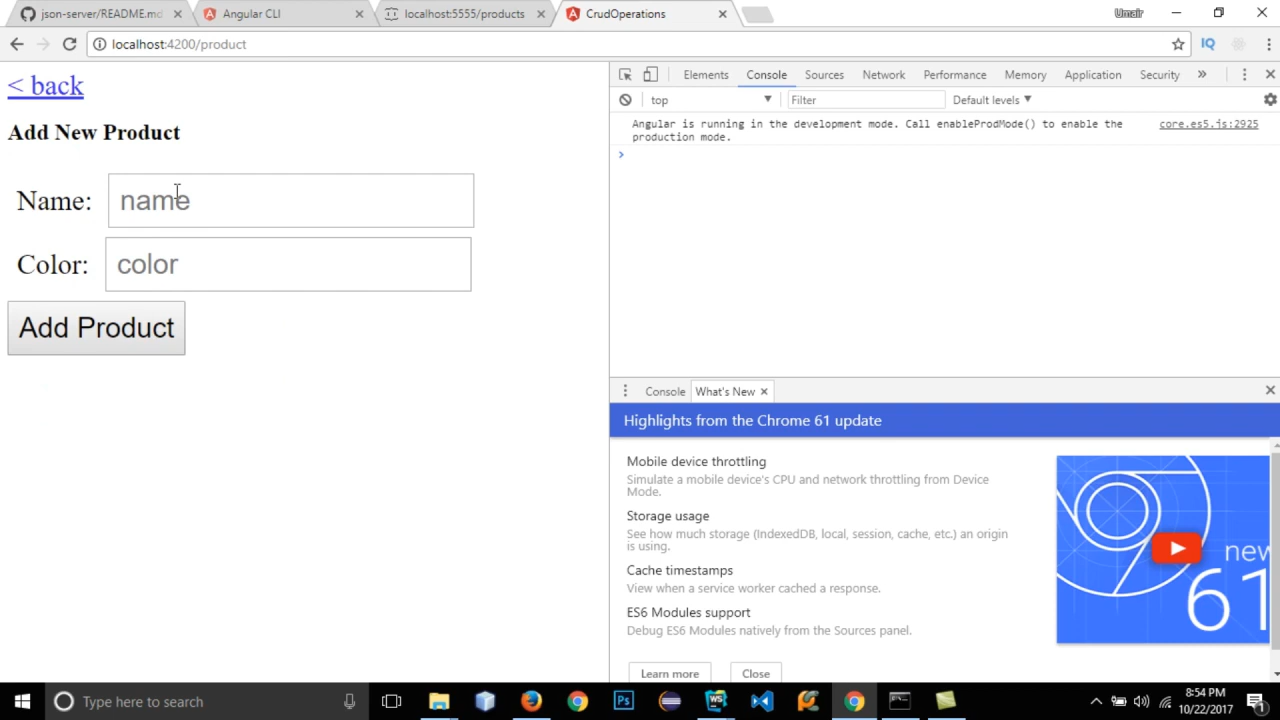 json-server/README.md
Angular CLI
localhost:5555/products
CrudOperations
Umair
localhost:4200/product
IQ
< back
Add New Product
Name: name
Color: color
Add Product
Elements Console Sources Network Performance Memory Application Security »
top Filter Default levels
Angular is running in the development mode. Call enableProdMode() to enable the production mode. core.es5.js:2925
Console What's New
Highlights from the Chrome 61 update
Mobile device throttling
Simulate a mobile device's CPU and network throttling from Device
Mode.
Storage usage
See how much storage (IndexedDB, local, session, cache, etc.) an origin
is using.
Cache timestamps
View when a service worker cached a response.
ES6 Modules support
Debug ES6 Modules natively from the Sources panel.
new
61
Learn more Close
Type here to search
Ps
WS
8:54 PM
10/22/2017
1